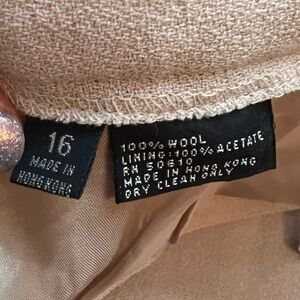 16
MADE IN
HONG KONG
100% WOOL
LINING: 100% ACETATE
RN 50610
MADE IN HONG KONG
DRY CLEAN ONLY